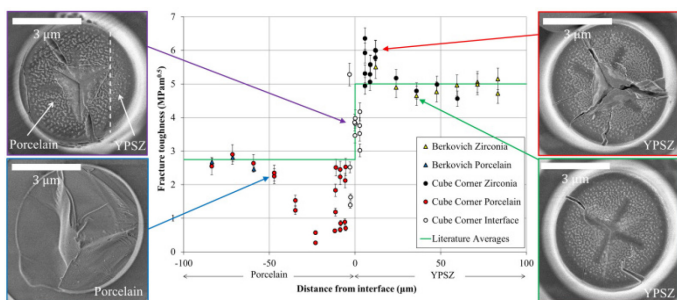 3 µm
Porcelain
YPSZ
3 µm
Porcelain
Fracture toughness (MPam0.5)
7
6
5
4
3
2
1
0
-100
-50
0
50
100
Porcelain
YPSZ
Distance from interface (µm)
Berkovich Zirconia
Berkovich Porcelain
Cube Corner Zirconia
Cube Corner Porcelain
Cube Corner Interface
Literature Averages
3 µm
YPSZ
3 µm
YPSZ